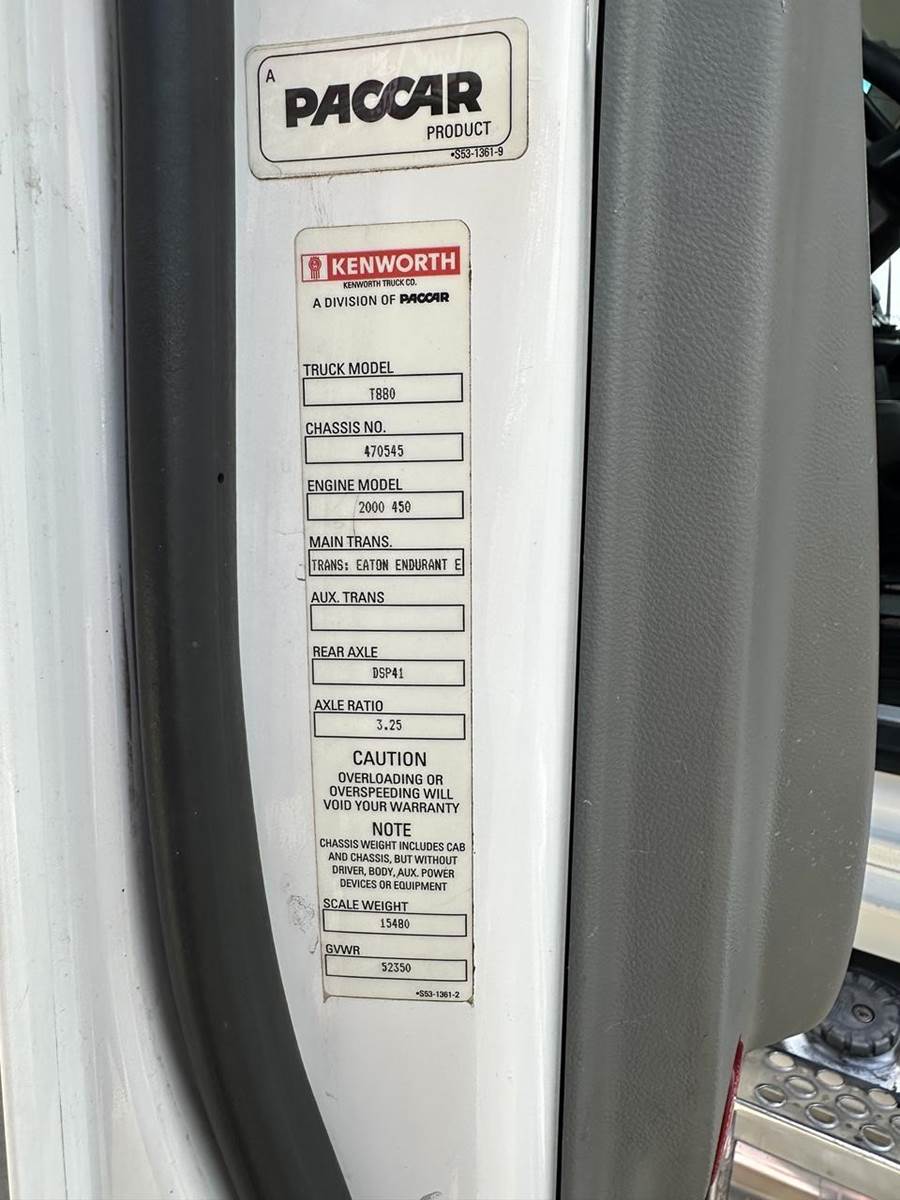 A
PACCAR
PRODUCT
•S53-1361-9
KENWORTH
KENWORTH TRUCK CO.
A DIVISION OF PACCAR
TRUCK MODEL
T880
CHASSIS NO.
470545
ENGINE MODEL
2000 450
MAIN TRANS.
TRANS: EATON ENDURANT E
AUX. TRANS
REAR AXLE
DSP41
AXLE RATIO
3.25
CAUTION
OVERLOADING OR
OVERSPEEDING WILL
VOID YOUR WARRANTY
NOTE
CHASSIS WEIGHT INCLUDES CAB
AND CHASSIS, BUT WITHOUT
DRIVER, BODY, AUX. POWER
DEVICES OR EQUIPMENT
SCALE WEIGHT
15480
GVWR
52350
•S53-1361-2